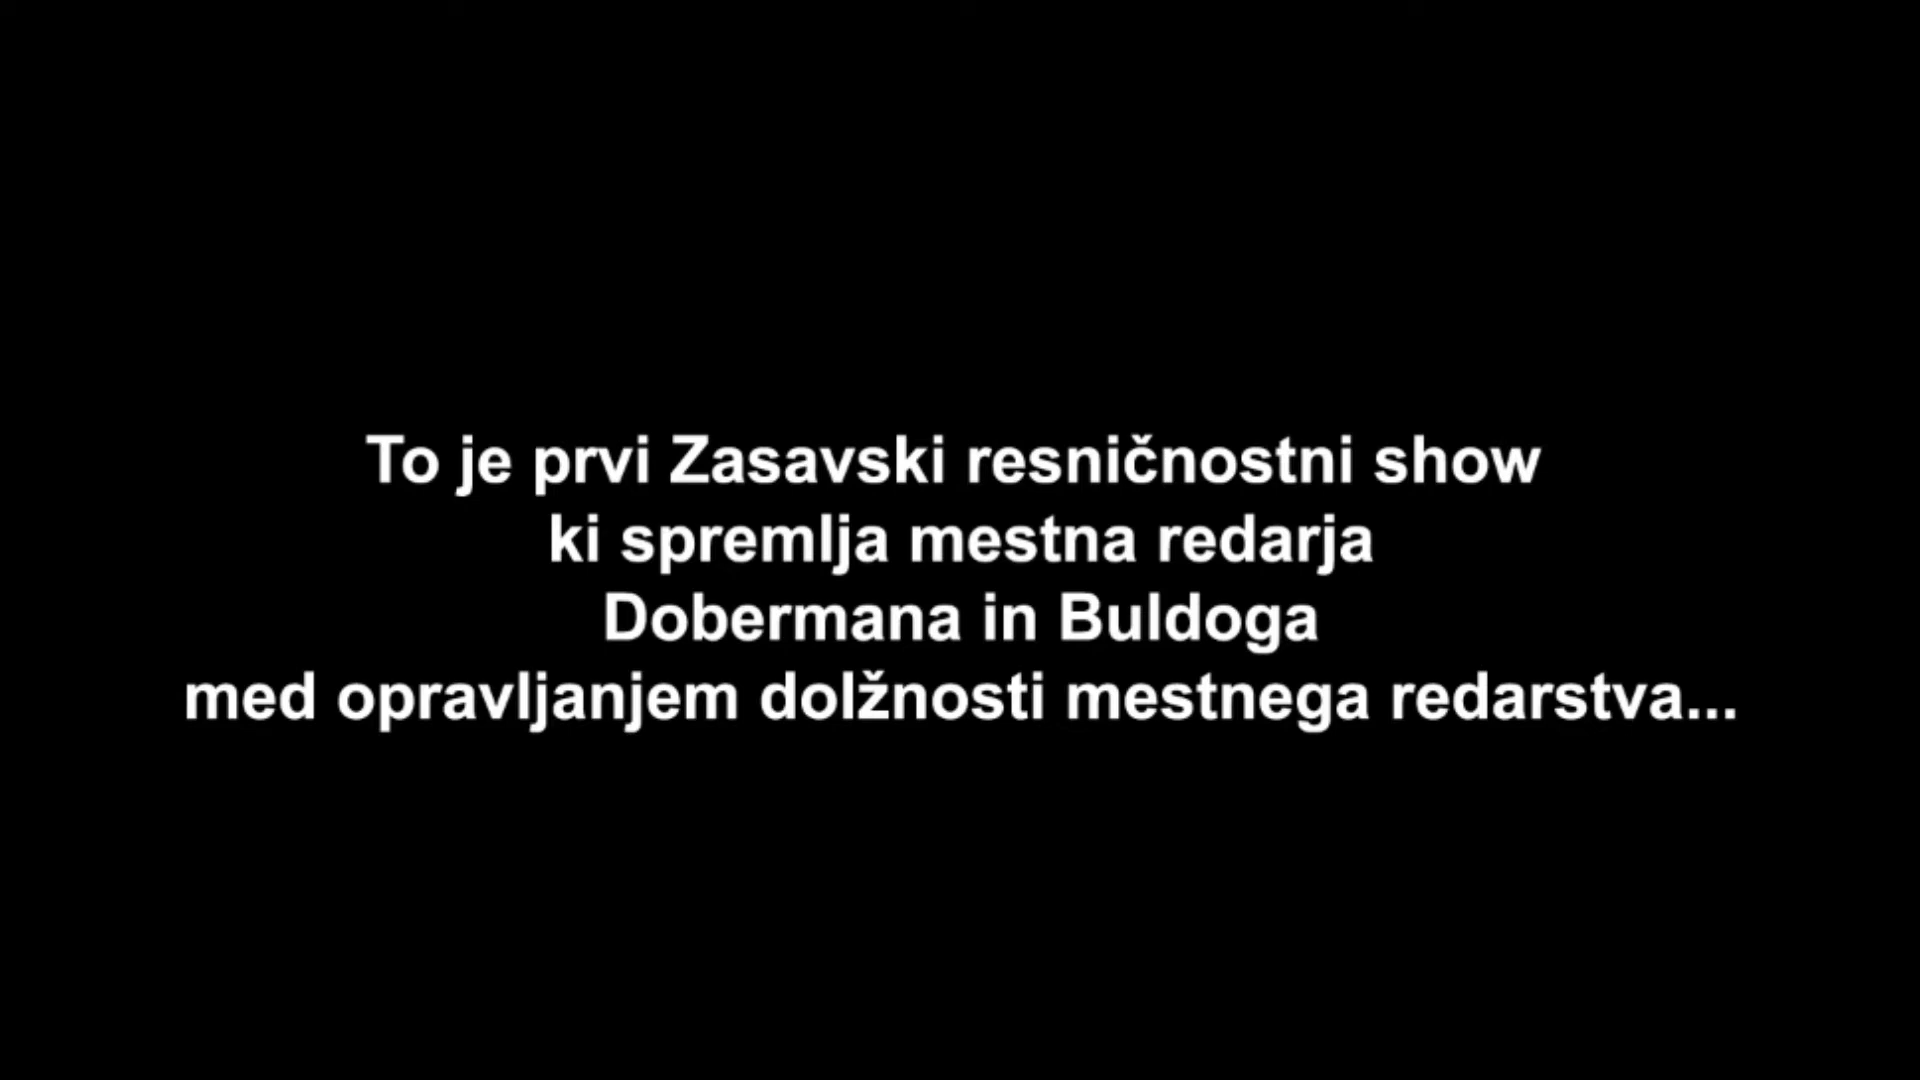 To je prvi Zasavski resničnostni show
ki spremlja mestna redarja
Dobermana in Buldoga
med opravljanjem dolžnosti mestnega redarstva...